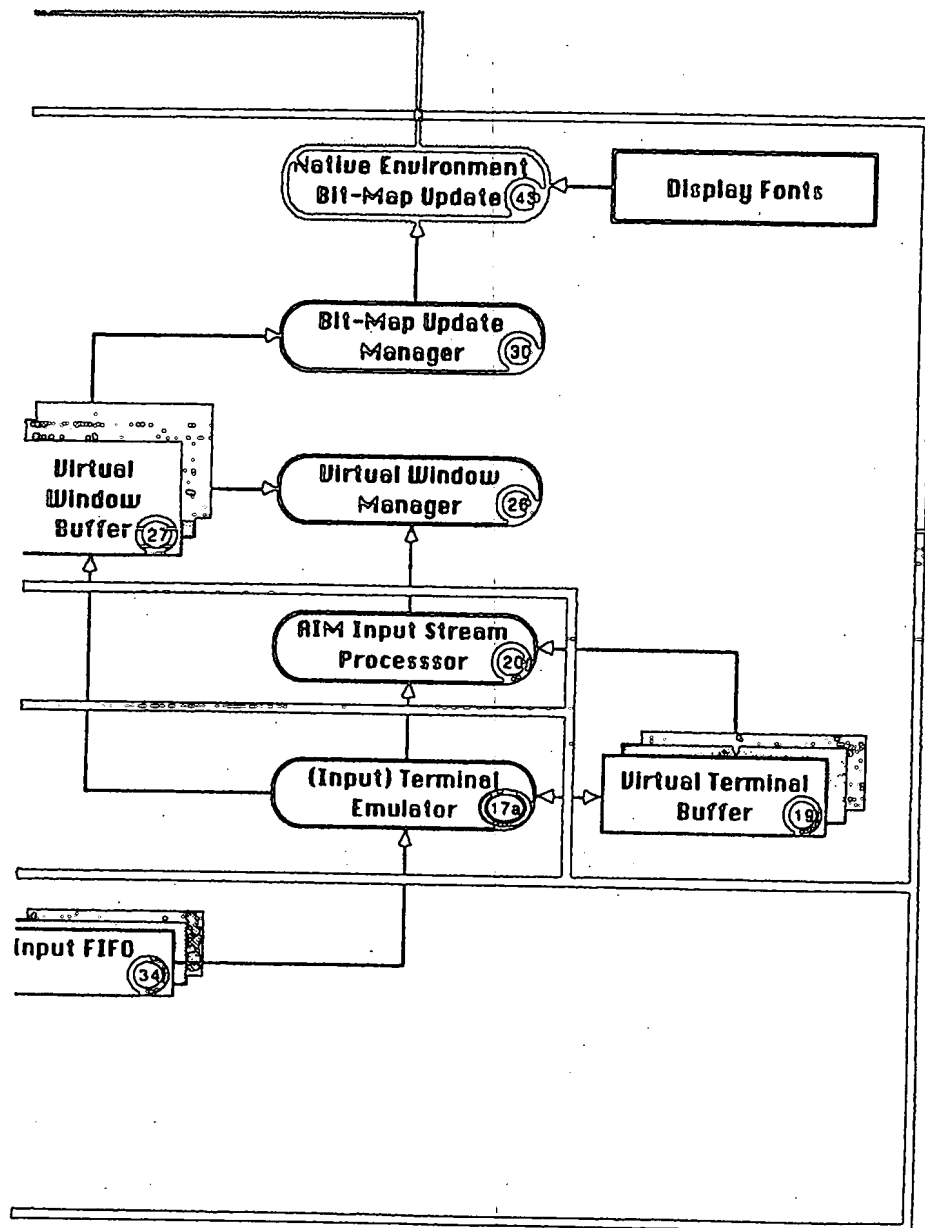 Native Environment
Bit-Map Update
43
Display Fonts
Bit-Map Update
Manager
30
Virtual
Window
Buffer
27
Virtual Window
Manager
26
AIM Input Stream
Processsor
20
(Input) Terminal
Emulator
17a
Virtual Terminal
Buffer
19
Input FIFO
34